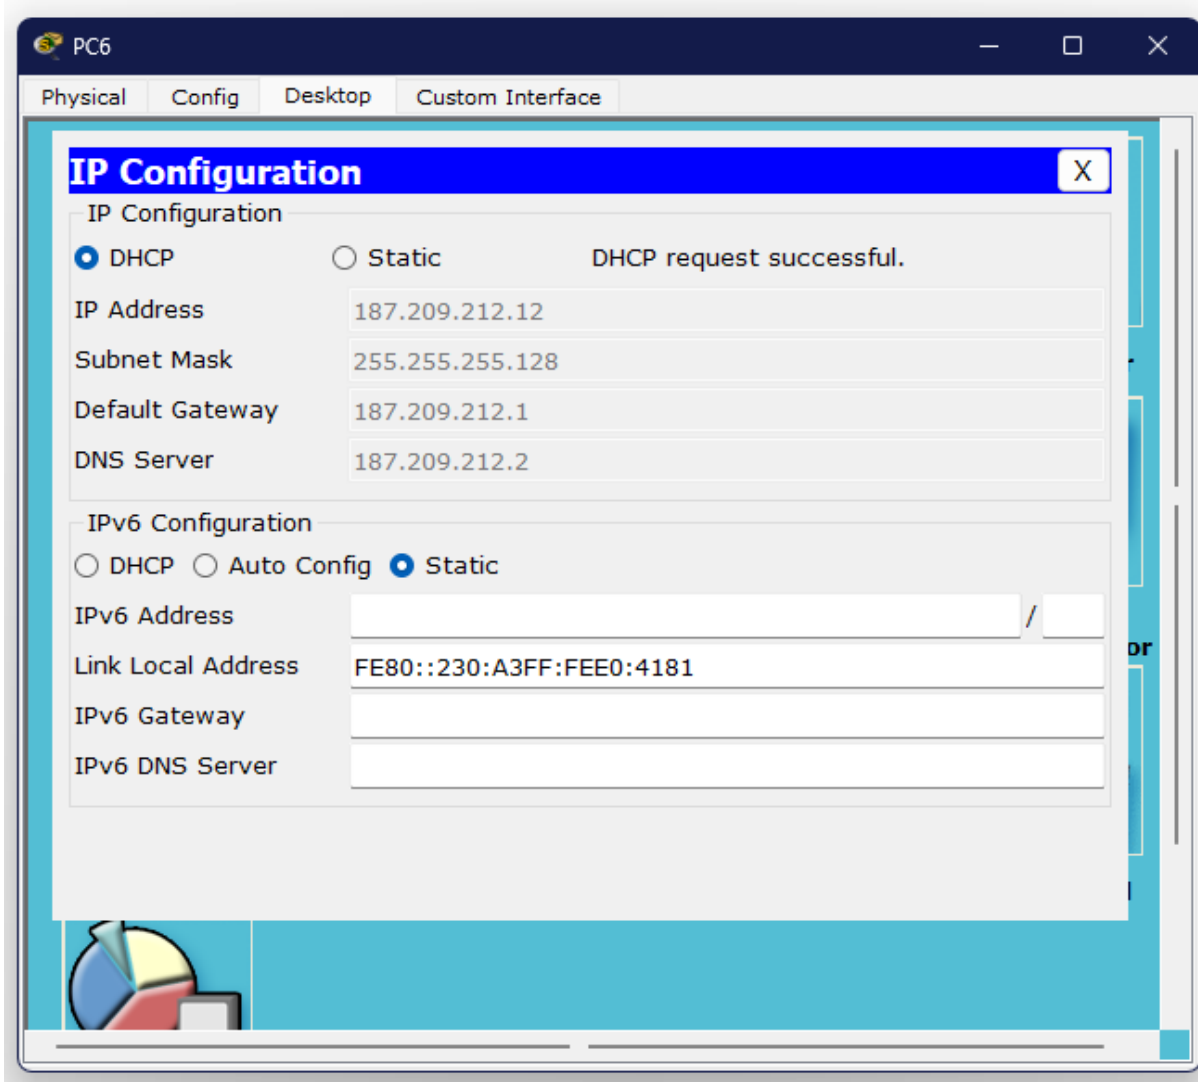 PC6
Physical Config Desktop Custom Interface
IP Configuration X
IP Configuration
DHCP Static DHCP request successful.
IP Address 187.209.212.12
Subnet Mask 255.255.255.128
Default Gateway 187.209.212.1
DNS Server 187.209.212.2
IPv6 Configuration
DHCP Auto Config Static
IPv6 Address /
Link Local Address FE80::230:A3FF:FEE0:4181
IPv6 Gateway
IPv6 DNS Server